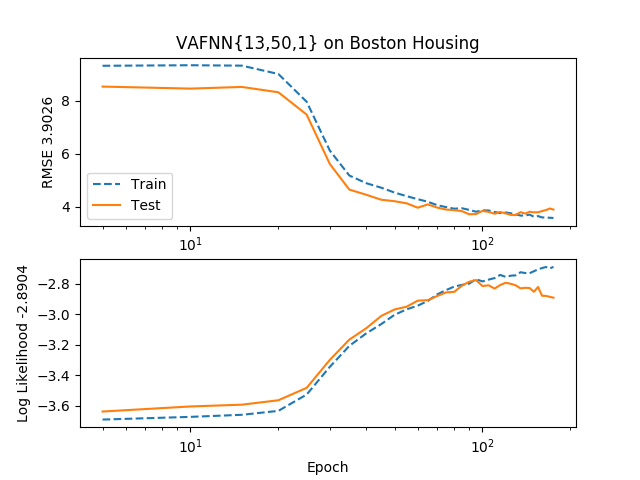 VAFNN{13,50,1} on Boston Housing
RMSE 3.9026
8
6
4
Train
Test
10¹
10²
Log Likelihood -2.8904
−2.8
−3.0
−3.2
−3.4
−3.6
10¹
10²
Epoch